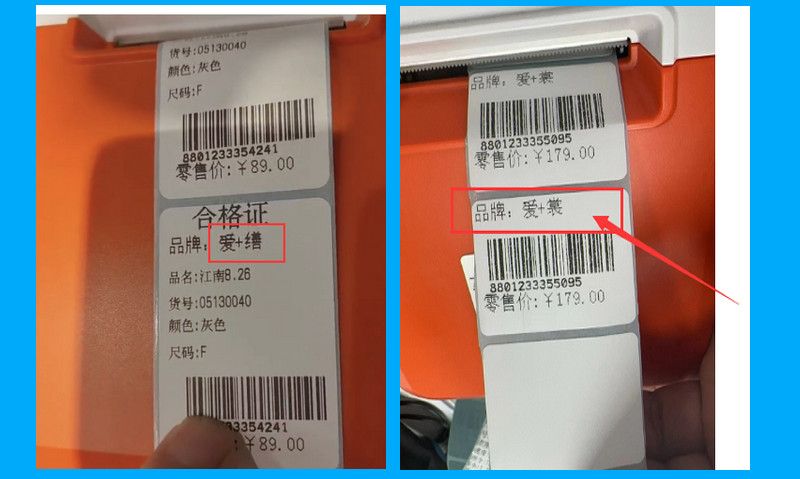 货号:05130040
颜色:灰色
尺码:F
8801233354241
零售价:￥89.00
合格证
品牌:爱+缮
品名:江南8.26
货号:05130040
颜色:灰色
尺码:F
354241
:￥89.00
品牌:爱+裳
8801233355095
零售价:￥179.00
品牌:爱+裳
8801233355095
零售价:￥179.00